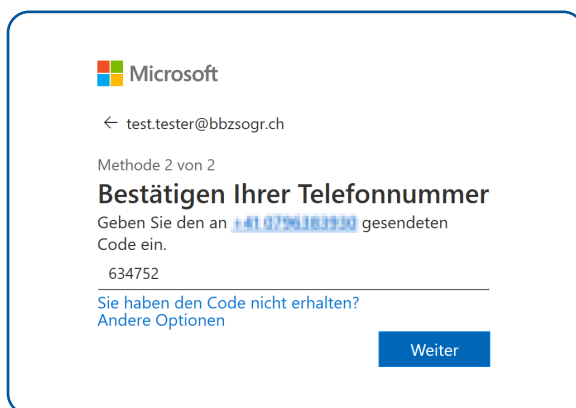 Microsoft
← test.tester@bbzsogr.ch
Methode 2 von 2
Bestätigen Ihrer Telefonnummer
Geben Sie den an gesendeten
Code ein.
634752
Sie haben den Code nicht erhalten?
Andere Optionen
Weiter